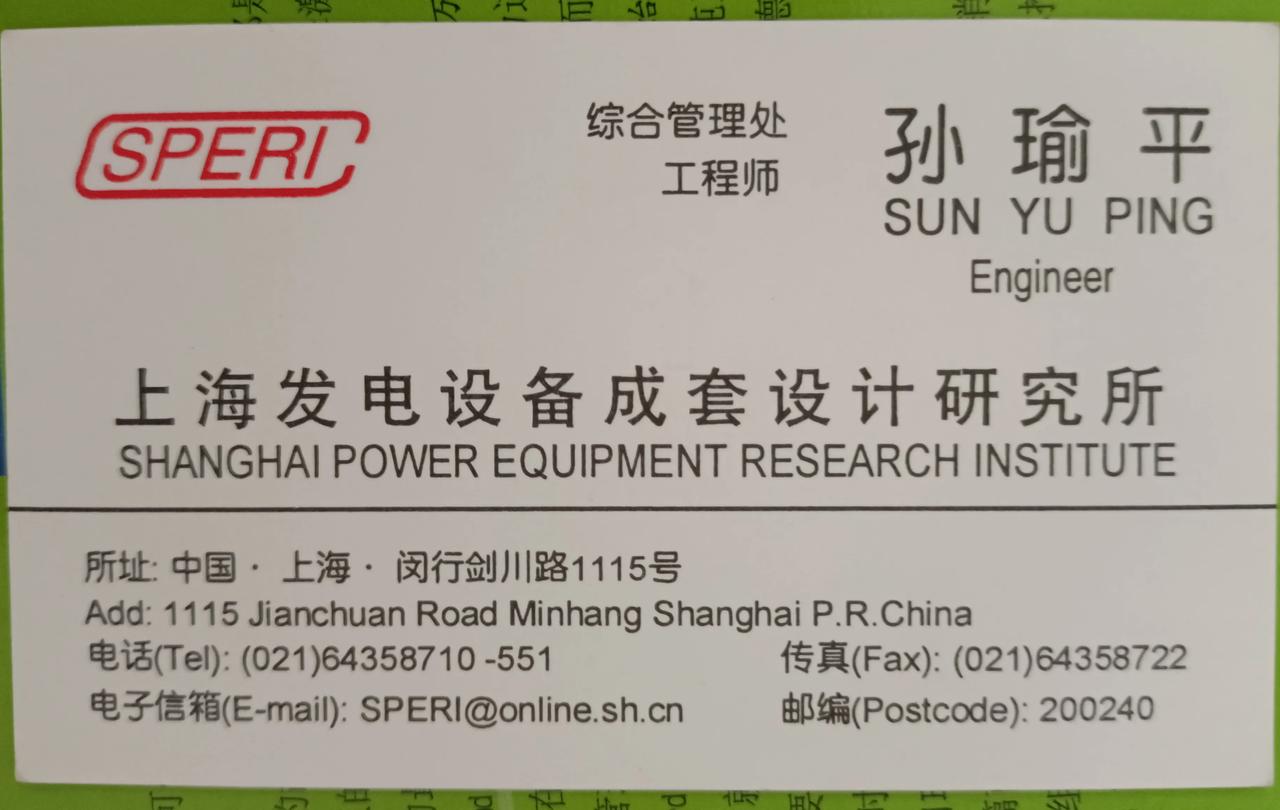 SPERI
综合管理处
工程师
孙瑜平
SUN YU PING
Engineer
上海发电设备成套设计研究所
SHANGHAI POWER EQUIPMENT RESEARCH INSTITUTE
所址: 中国· 上海· 闵行剑川路1115号
Add: 1115 Jianchuan Road Minhang Shanghai P.R.China
电话(Tel): (021)64358710 -551
传真(Fax): (021)64358722
电子信箱(E-mail): SPERI@online.sh.cn
邮编(Postcode): 200240